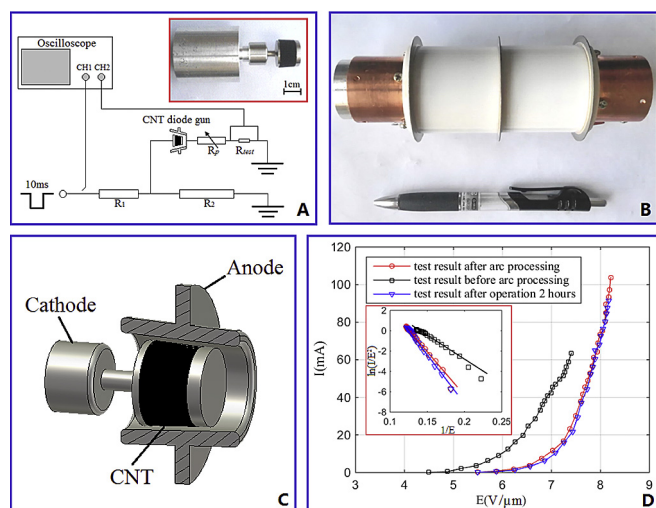 Oscilloscope
CH1 CH2
1cm
CNT diode gun
Rp
Rtest
10ms
R1
R2
A
B
Anode
Cathode
CNT
C
120
100
80
60
40
20
0
I(mA)
test result after arc processing
test result before arc processing
test result after operation 2 hours
2
0
-2
-4
-6
-8
ln(I/E²)
0.1 0.15 0.2 0.25
1/E
3 4 5 6 7 8 9
E(V/μm)
D